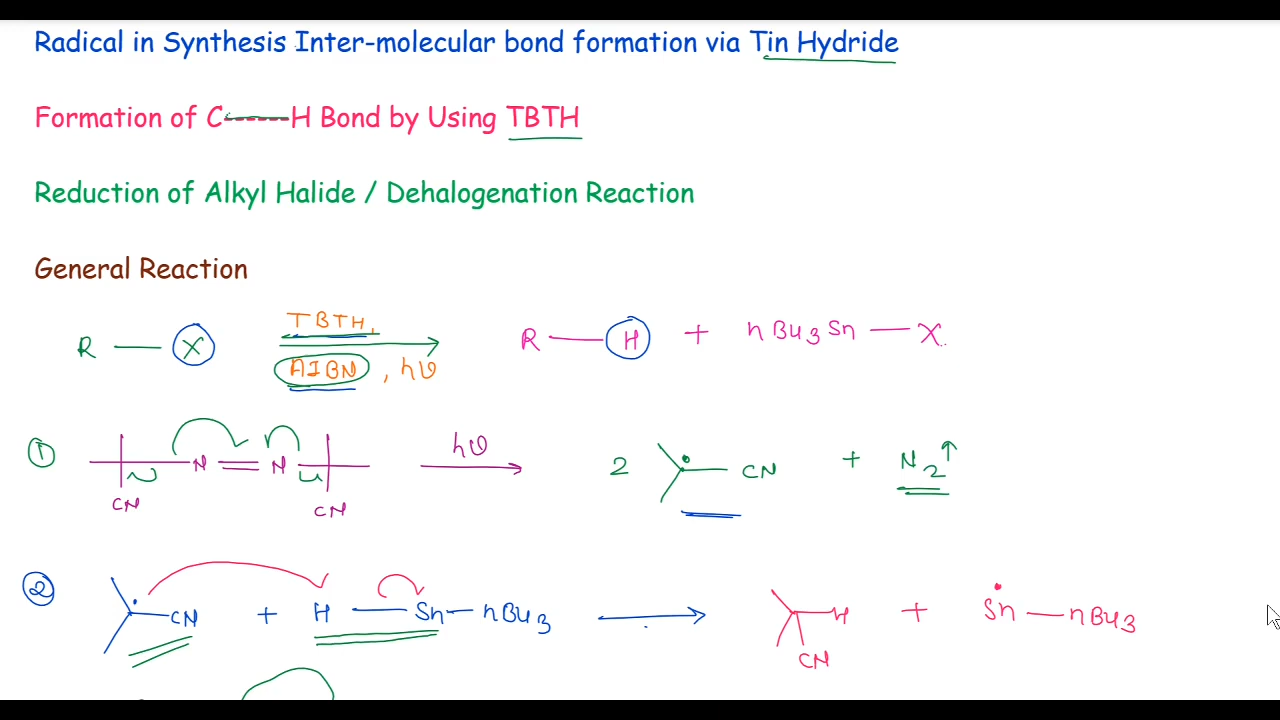 Radical in Synthesis Inter-molecular bond formation via Tin Hydride
Formation of C------H Bond by Using TBTH
Reduction of Alkyl Halide / Dehalogenation Reaction
General Reaction
TBTH,
R — X R — H + nBu3Sn — X
AIBN, hν
① N = N hν 2 CN + N2↑
CN CN
② CN + H — Sn — nBu3 → H + Sn — nBu3
CN